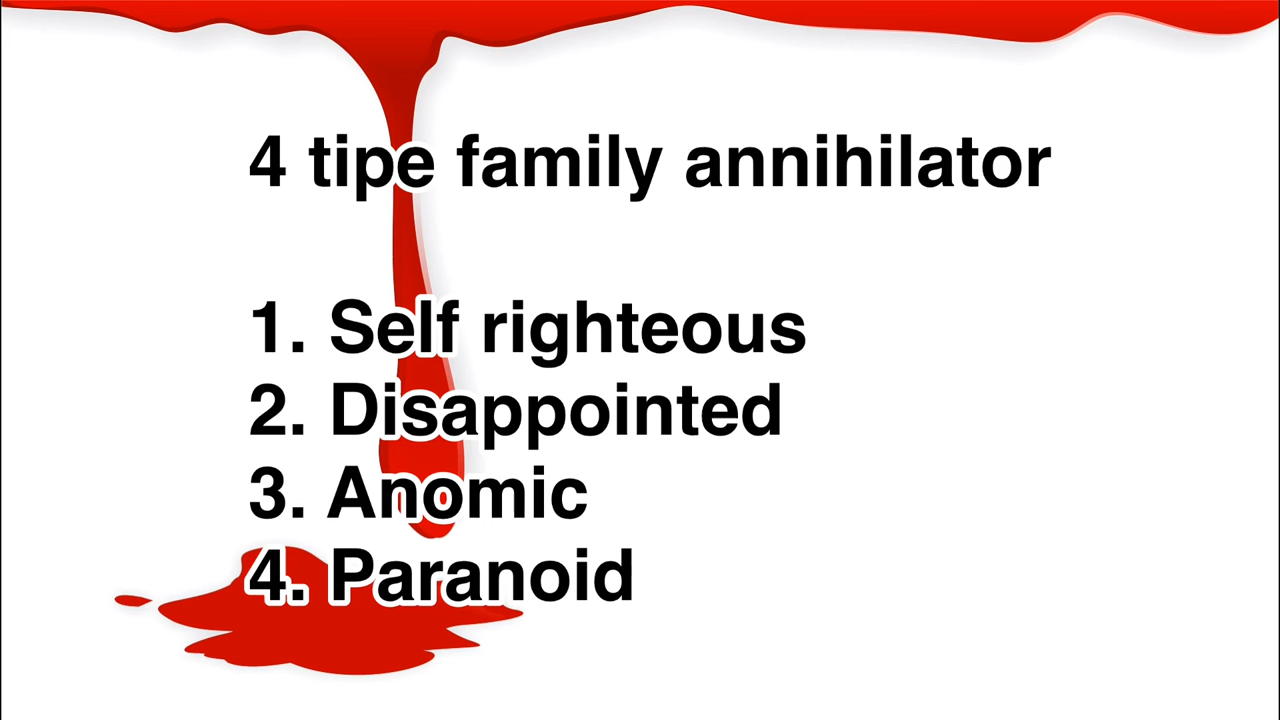 4 tipe family annihilator
1. Self righteous
2. Disappointed
3. Anomic
4. Paranoid